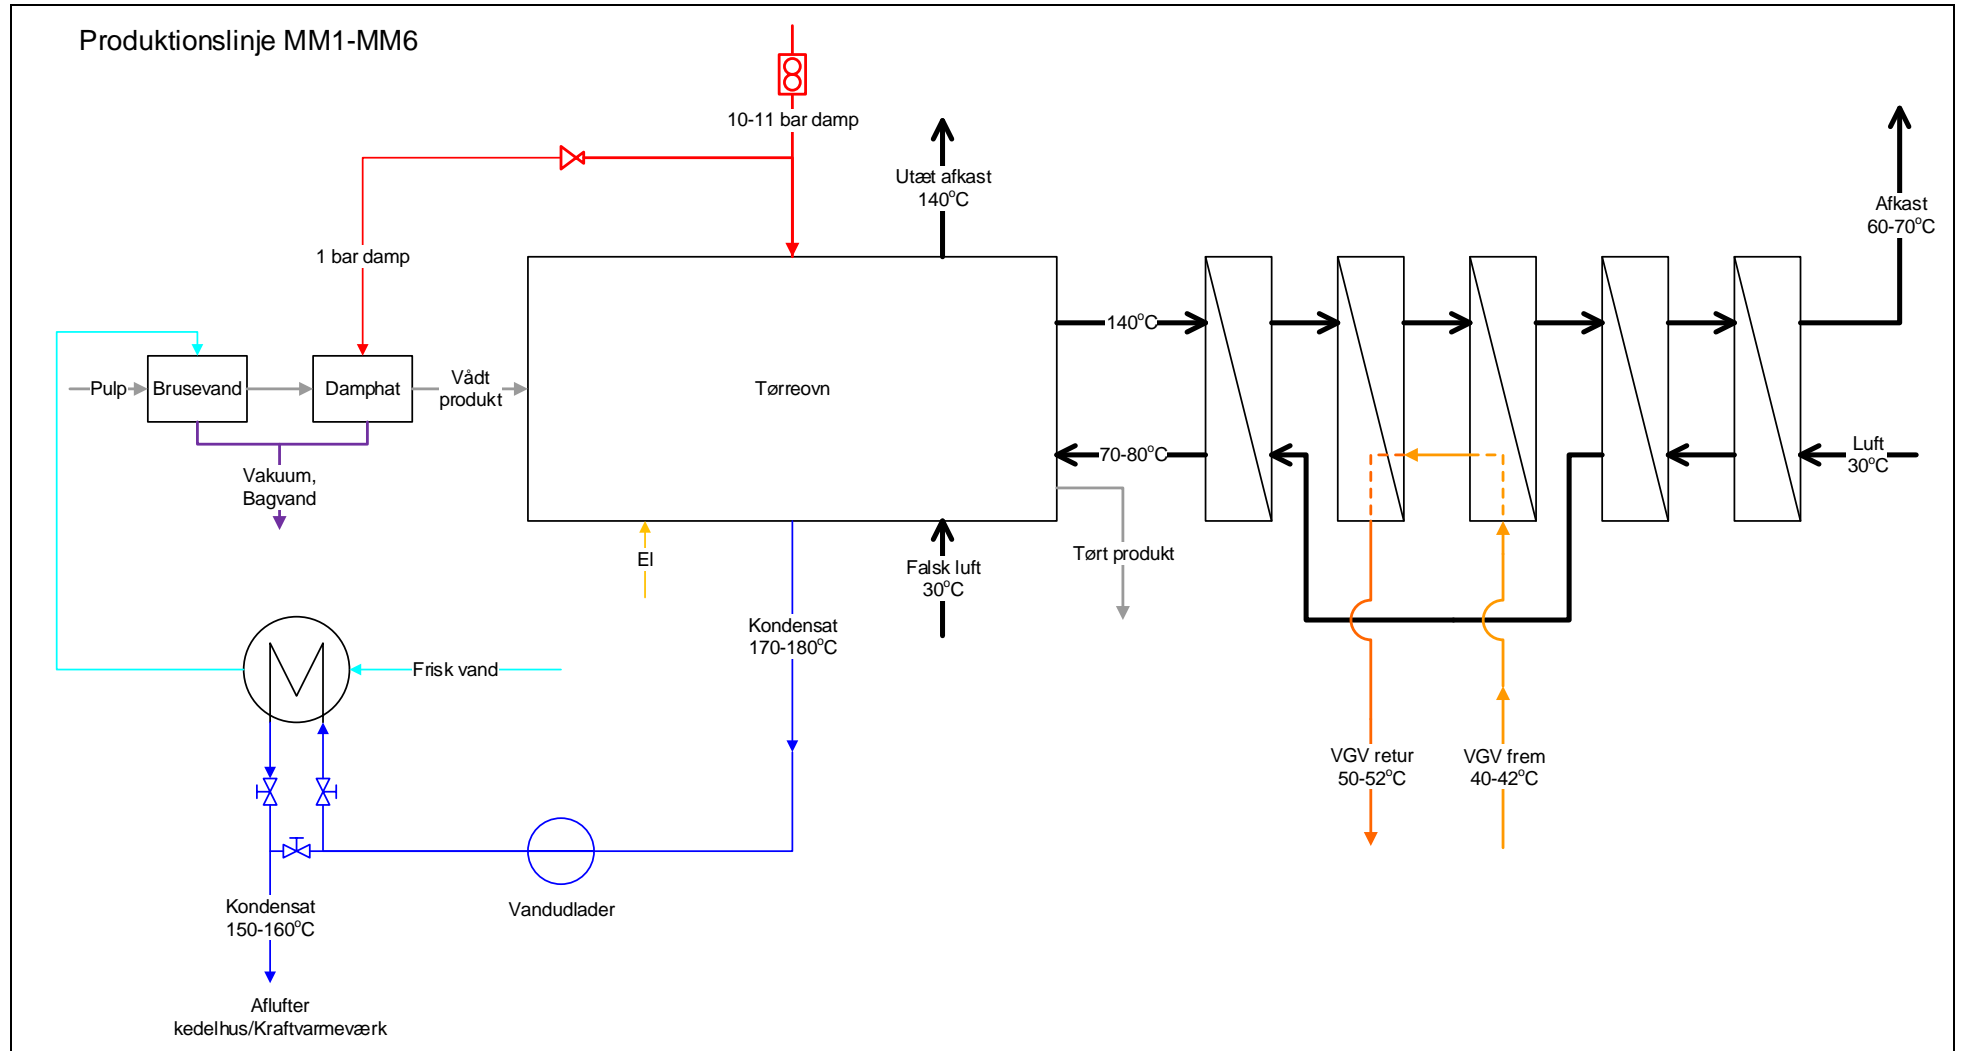 Produktionslinje MM1-MM6
10-11 bar damp
Utæt afkast
140°C
Afkast
60-70°C
1 bar damp
140°C
Pulp
Brusevand
Damphat
Vådt
produkt
Tørreovn
70-80°C
Luft
30°C
Vakuum,
Bagvand
El
Falsk luft
30°C
Tørt produkt
Kondensat
170-180°C
Frisk vand
VGV retur
50-52°C
VGV frem
40-42°C
Vandudlader
Kondensat
150-160°C
Aflufter
kedelhus/Kraftvarmeværk